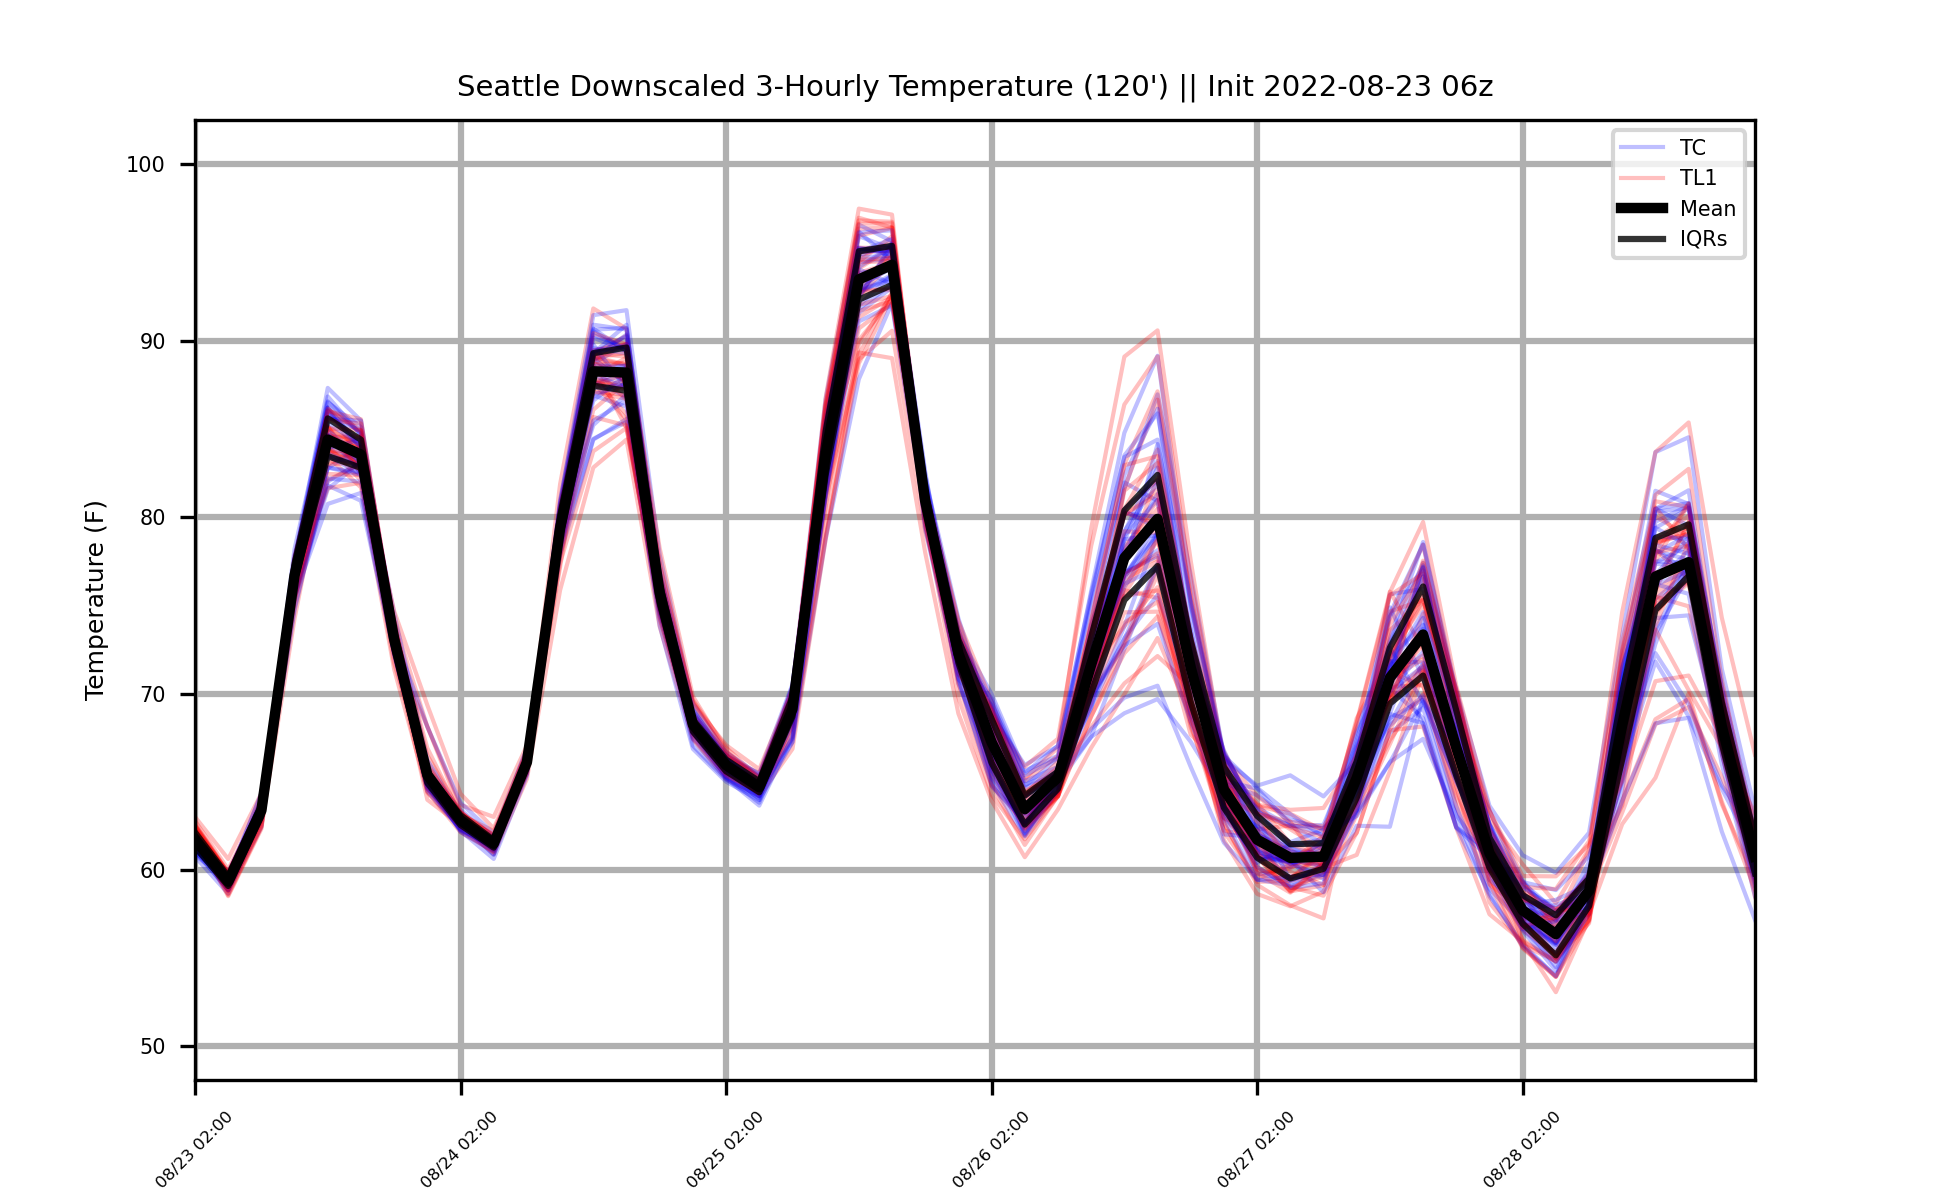 Seattle Downscaled 3-Hourly Temperature (120') || Init 2022-08-23 06z
TC
TL1
Mean
IQRs
Temperature (F)
100
90
80
70
60
50
08/23 02:00
08/24 02:00
08/25 02:00
08/26 02:00
08/27 02:00
08/28 02:00